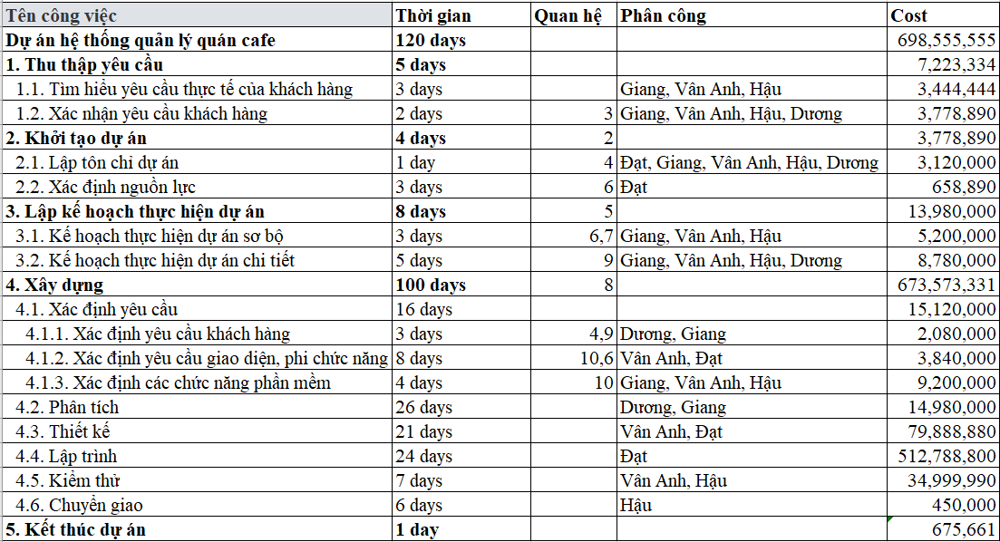 Tên công việc Thời gian Quan hệ Phân công Cost
Dự án hệ thống quản lý quán cafe 120 days 698,555,555
1. Thu thập yêu cầu 5 days 7,223,334
1.1. Tìm hiểu yêu cầu thực tế của khách hàng 3 days Giang, Vân Anh, Hậu 3,444,444
1.2. Xác nhận yêu cầu khách hàng 2 days 3 Giang, Vân Anh, Hậu, Dương 3,778,890
2. Khởi tạo dự án 4 days 2 3,778,890
2.1. Lập tôn chỉ dự án 1 day 4 Đạt, Giang, Vân Anh, Hậu, Dương 3,120,000
2.2. Xác định nguồn lực 3 days 6 Đạt 658,890
3. Lập kế hoạch thực hiện dự án 8 days 5 13,980,000
3.1. Kế hoạch thực hiện dự án sơ bộ 3 days 6,7 Giang, Vân Anh, Hậu 5,200,000
3.2. Kế hoạch thực hiện dự án chi tiết 5 days 9 Giang, Vân Anh, Hậu, Dương 8,780,000
4. Xây dựng 100 days 8 673,573,331
4.1. Xác định yêu cầu 16 days 15,120,000
4.1.1. Xác định yêu cầu khách hàng 3 days 4,9 Dương, Giang 2,080,000
4.1.2. Xác định yêu cầu giao diện, phi chức năng 8 days 10,6 Vân Anh, Đạt 3,840,000
4.1.3. Xác định các chức năng phần mềm 4 days 10 Giang, Vân Anh, Hậu 9,200,000
4.2. Phân tích 26 days Dương, Giang 14,980,000
4.3. Thiết kế 21 days Vân Anh, Đạt 79,888,880
4.4. Lập trình 24 days Đạt 512,788,800
4.5. Kiểm thử 7 days Vân Anh, Hậu 34,999,990
4.6. Chuyển giao 6 days Hậu 450,000
5. Kết thúc dự án 1 day 675,661